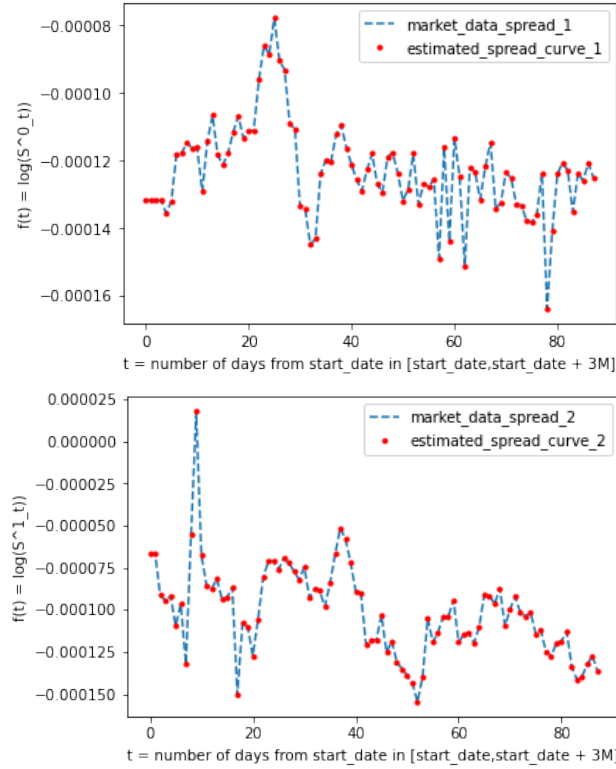 −0.00008
−0.00010
−0.00012
−0.00014
−0.00016
f(t) = log(S^0_t))
market_data_spread_1
estimated_spread_curve_1
0 20 40 60 80
t = number of days from start_date in [start_date,start_date + 3M]
0.000025
0.000000
−0.000025
−0.000050
−0.000075
−0.000100
−0.000125
−0.000150
f(t) = log(S^1_t))
market_data_spread_2
estimated_spread_curve_2
0 20 40 60 80
t = number of days from start_date in [start_date,start_date + 3M]